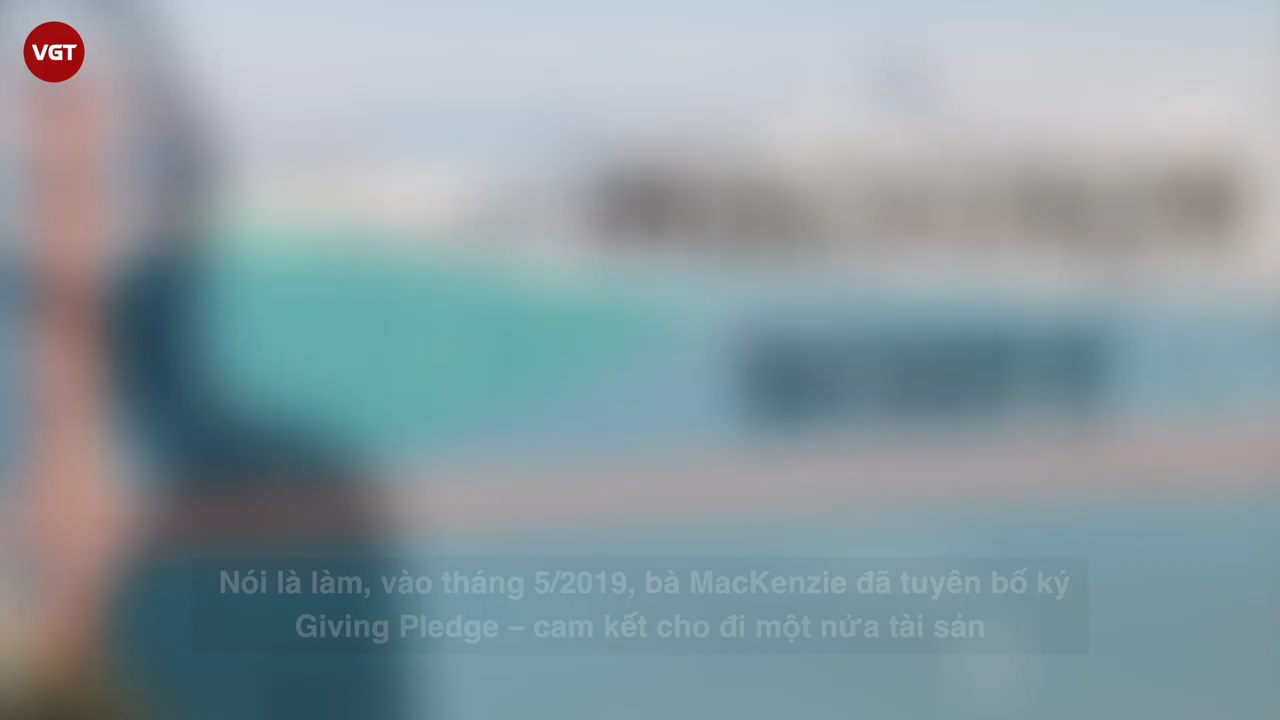 VGT
Nói là làm, vào tháng 5/2019, bà MacKenzie đã tuyên bố ký
Giving Pledge – cam kết cho đi một nửa tài sản